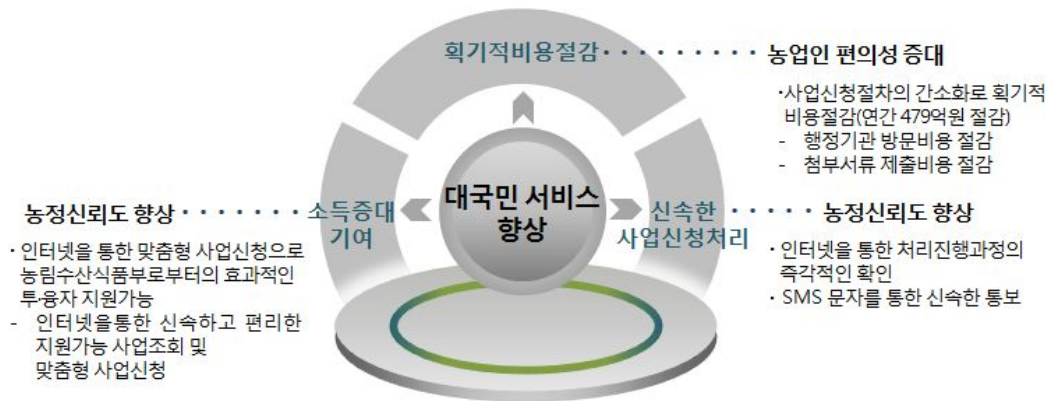 획기적비용절감
농업인 편의성 증대
·사업신청절차의 간소화로 획기적
비용절감(연간 479억원 절감)
- 행정기관 방문비용 절감
- 첨부서류 제출비용 절감
대국민 서비스
향상
농정신뢰도 향상
소득증대
기여
· 인터넷을 통한 맞춤형 사업신청으로
농림수산식품부로부터의 효과적인
투·융자 지원가능
- 인터넷을통한 신속하고 편리한
지원가능 사업조회 및
맞춤형 사업신청
신속한
사업신청처리
농정신뢰도 향상
· 인터넷을 통한 처리진행과정의
즉각적인 확인
· SMS 문자를 통한 신속한 통보